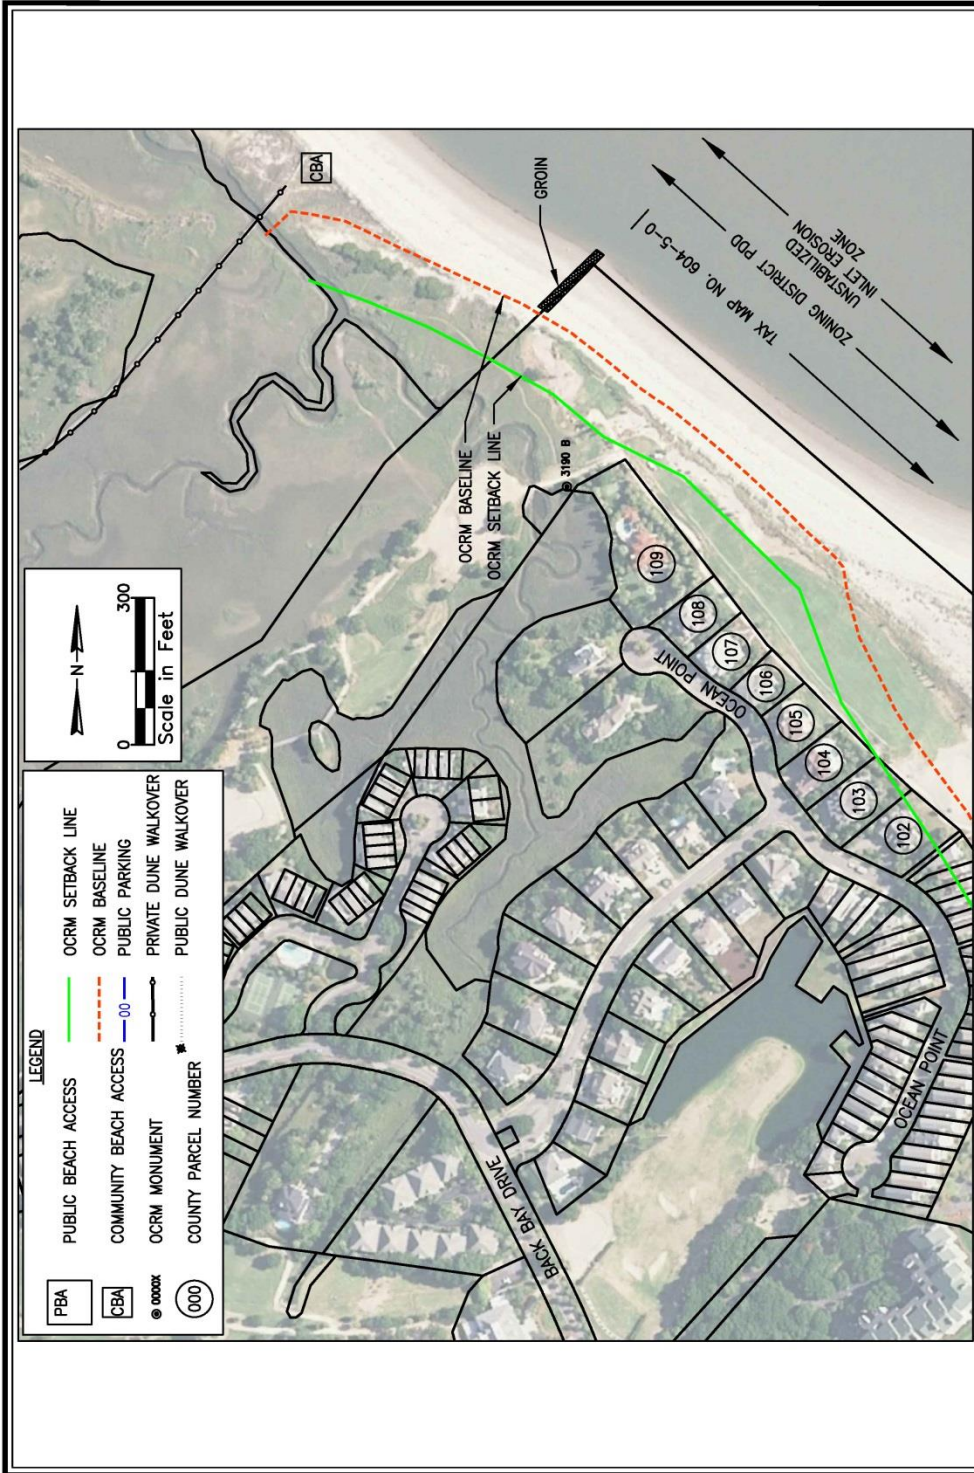 LEGEND
PBA
PUBLIC BEACH ACCESS
OCRM SETBACK LINE
CBA
COMMUNITY BEACH ACCESS
OCRM BASELINE
00
PUBLIC PARKING
0000X
OCRM MONUMENT
PRIVATE DUNE WALKOVER
000
COUNTY PARCEL NUMBER
PUBLIC DUNE WALKOVER
N
0 300
Scale in Feet
CBA
GROIN
OCRM BASELINE
OCRM SETBACK LINE
3190 B
UNSTABILIZED
INLET EROSION
ZONE
ZONING DISTRICT PDD
TAX MAP NO. 604-5-0
109
108
107
106
105
104
103
102
OCEAN POINT
OCEAN POINT
BACK BAY DRIVE